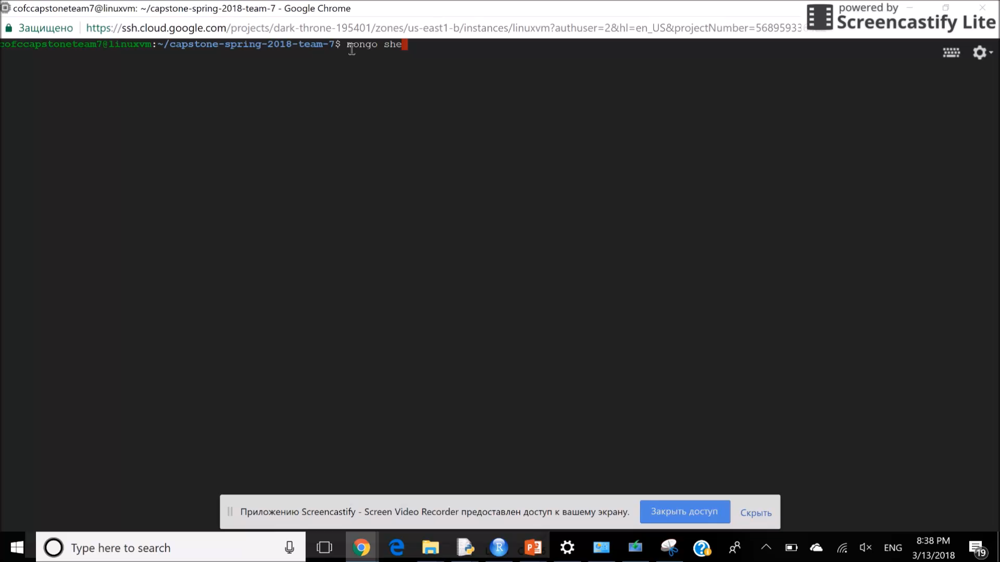 cofccapstoneteam7@linuxvm: ~/capstone-spring-2018-team-7 - Google Chrome
powered by
Screencastify Lite
Защищено
https://ssh.cloud.google.com/projects/dark-throne-195401/zones/us-east1-b/instances/linuxvm?authuser=2&hl=en_US&projectNumber=56895933
cofccapstoneteam7@linuxvm:~/capstone-spring-2018-team-7$ mongo she
Приложению Screencastify - Screen Video Recorder предоставлен доступ к вашему экрану.
Закрыть доступ
Скрыть
Type here to search
ENG
8:38 PM
3/13/2018
19